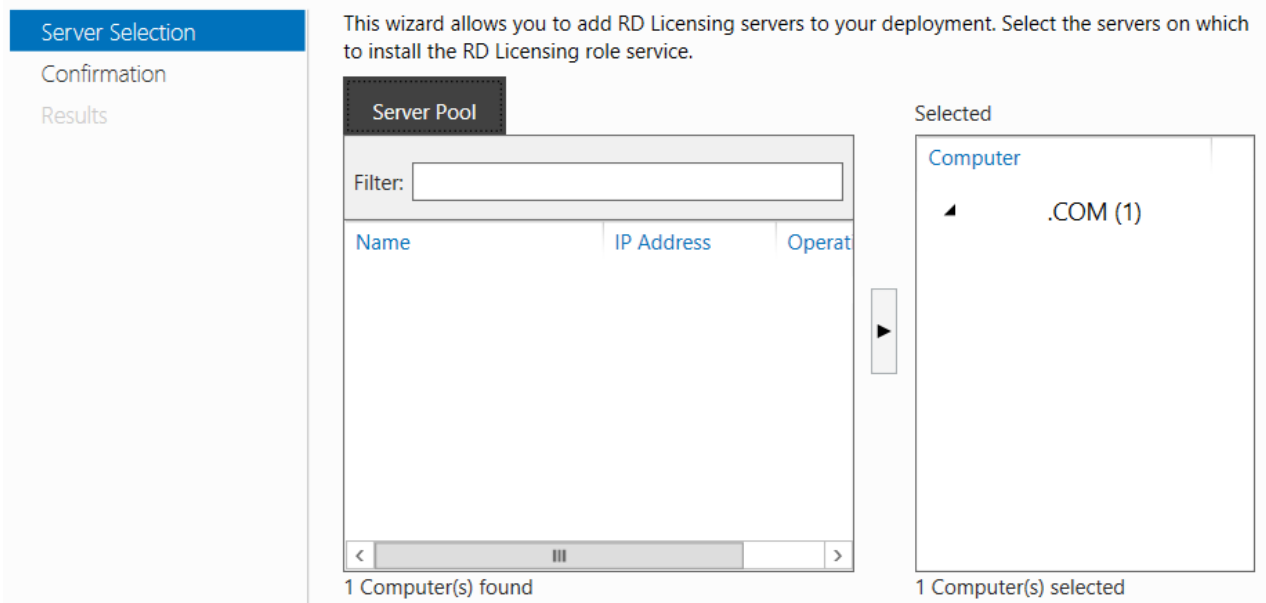 Server Selection
Confirmation
Results
This wizard allows you to add RD Licensing servers to your deployment. Select the servers on which
to install the RD Licensing role service.
Server Pool
Filter:
Name IP Address Operat
1 Computer(s) found
Selected
Computer
.COM (1)
1 Computer(s) selected